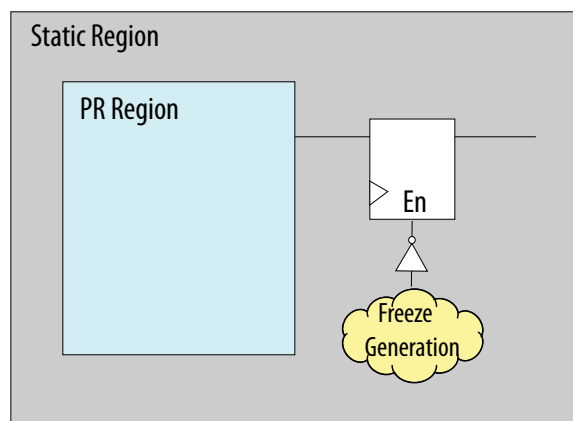 Static Region
PR Region
En
Freeze
Generation